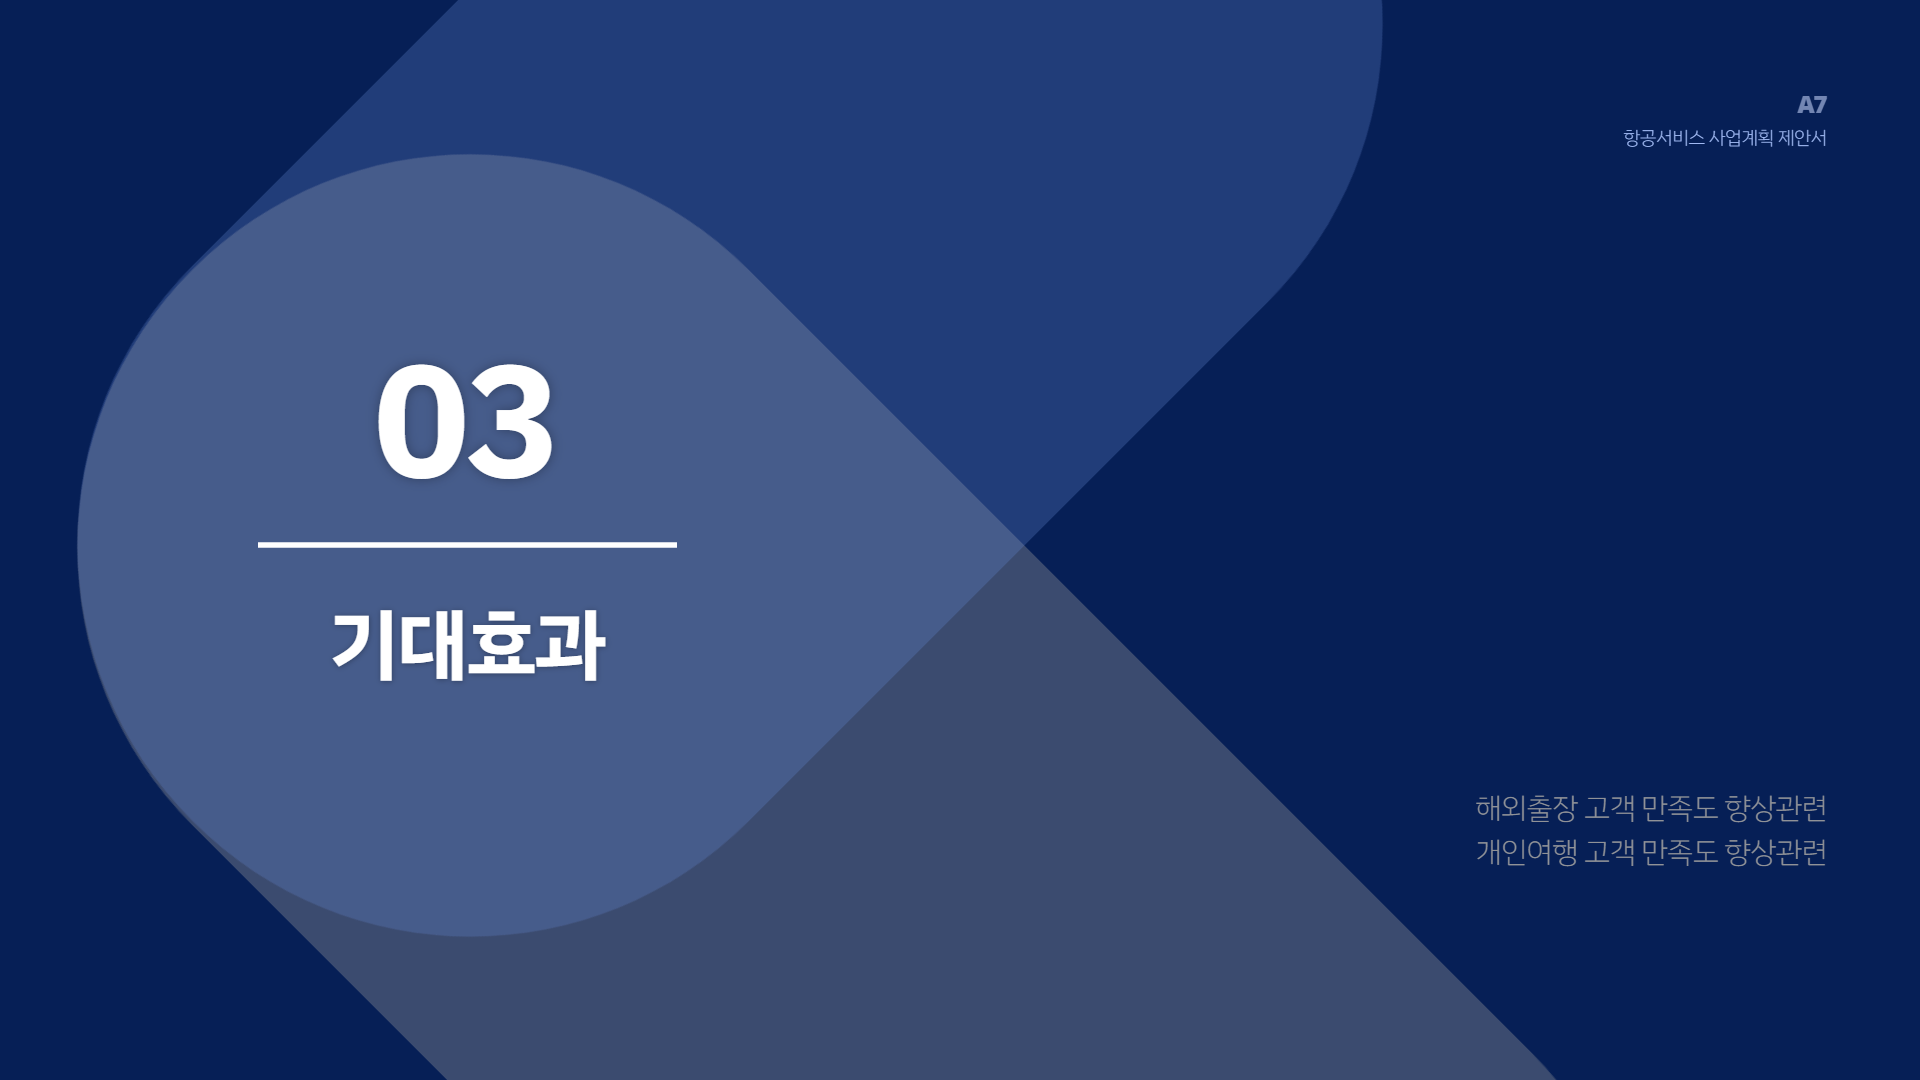 A7
항공서비스 사업계획 제안서
03
기대효과
해외출장 고객 만족도 향상관련
개인여행 고객 만족도 향상관련